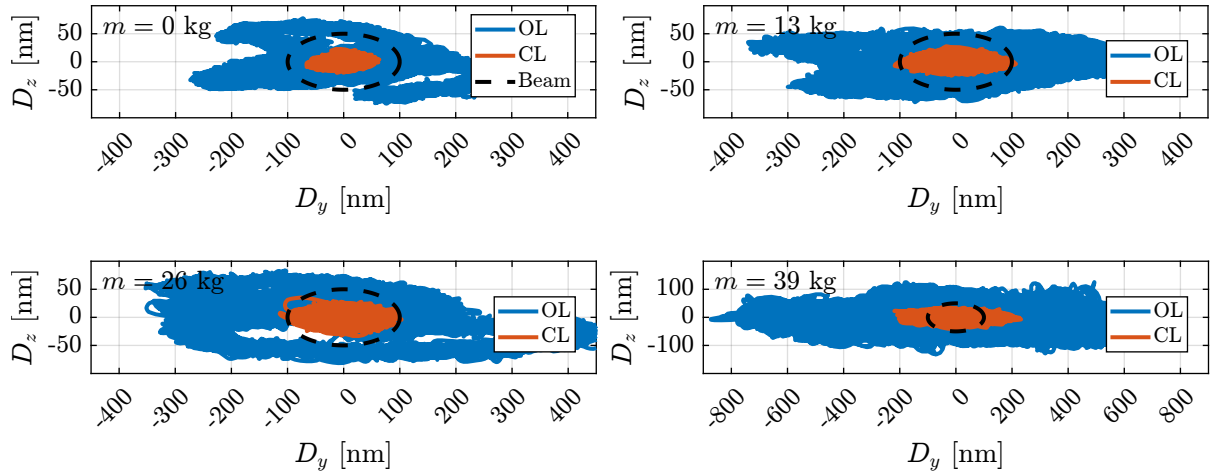 m = 0 kg
OL
CL
Beam
50
0
-50
D_z [nm]
-400 -300 -200 -100 0 100 200 300 400
D_y [nm]
m = 13 kg
OL
CL
50
0
-50
D_z [nm]
-400 -300 -200 -100 0 100 200 300 400
D_y [nm]
m = 26 kg
OL
CL
50
0
-50
D_z [nm]
-400 -300 -200 -100 0 100 200 300 400
D_y [nm]
m = 39 kg
OL
CL
100
0
-100
D_z [nm]
-800 -600 -400 -200 0 200 400 600 800
D_y [nm]